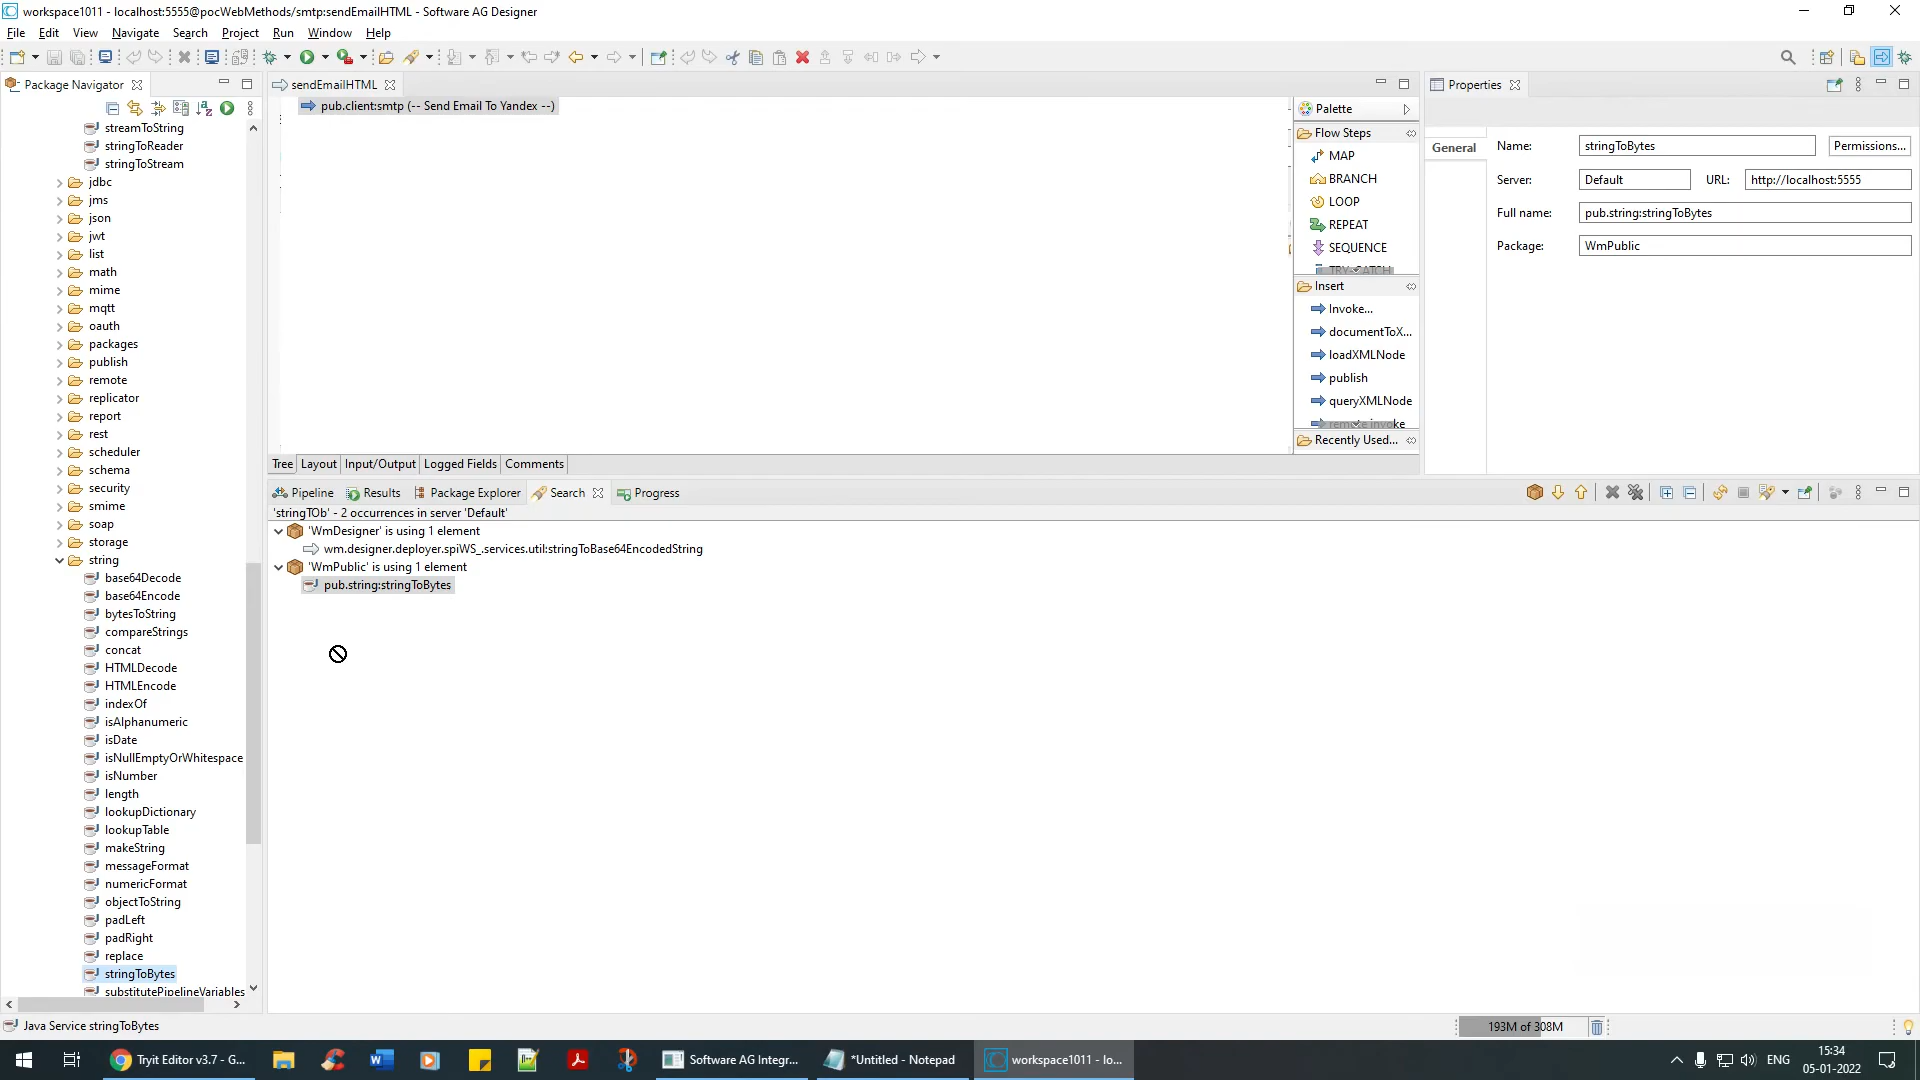 workspace1011 - localhost:5555@pocWebMethods/smtp:sendEmailHTML - Software AG Designer
File Edit View Navigate Search Project Run Window Help
Package Navigator
streamToString
stringToReader
stringToStream
jdbc
jms
json
jwt
list
math
mime
mqtt
oauth
packages
publish
remote
replicator
report
rest
scheduler
schema
security
smime
soap
storage
string
base64Decode
base64Encode
bytesToString
compareStrings
concat
HTMLDecode
HTMLEncode
indexOf
isAlphanumeric
isDate
isNullEmptyOrWhitespace
isNumber
length
lookupDictionary
lookupTable
makeString
messageFormat
numericFormat
objectToString
padLeft
padRight
replace
stringToBytes
substitutePipelineVariables
sendEmailHTML
pub.client:smtp (-- Send Email To Yandex --)
Tree Layout Input/Output Logged Fields Comments
Palette
Flow Steps
MAP
BRANCH
LOOP
REPEAT
SEQUENCE
Insert
Invoke...
documentToX...
loadXMLNode
publish
queryXMLNode
remote invoke
Recently Used...
Properties
General
Name: stringToBytes Permissions...
Server: Default URL: http://localhost:5555
Full name: pub.string:stringToBytes
Package: WmPublic
Pipeline Results Package Explorer Search Progress
'stringTOb' - 2 occurrences in server 'Default'
'WmDesigner' is using 1 element
wm.designer.deployer.spiWS_.services.util:stringToBase64EncodedString
'WmPublic' is using 1 element
pub.string:stringToBytes
Java Service stringToBytes
193M of 308M
Tryit Editor v3.7 - G...
Software AG Integr...
*Untitled - Notepad
workspace1011 - lo...
ENG
15:34
05-01-2022